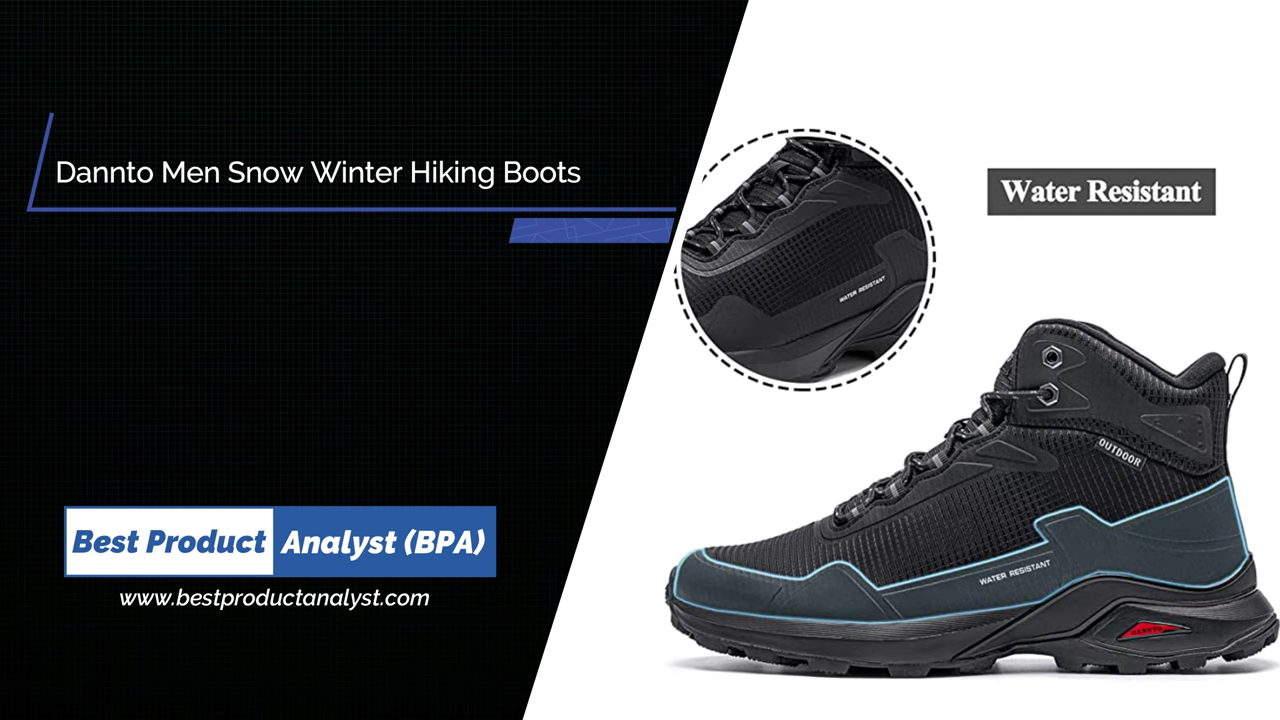 Dannto Men Snow Winter Hiking Boots
Water Resistant
WATER RESISTANT
OUTDOOR
WATER RESISTANT
DANNTO
Best Product Analyst (BPA)
www.bestproductanalyst.com